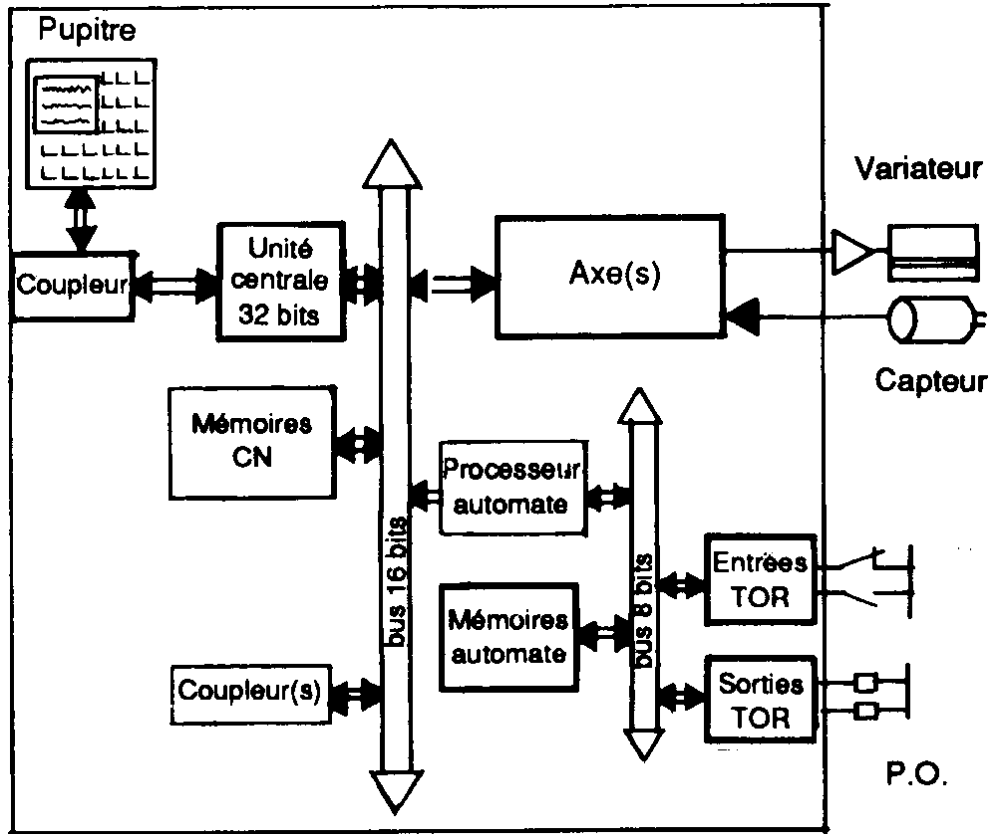 Pupitre
Variateur
Unité
centrale
32 bits
Coupleur
Axe(s)
Capteur
Mémoires
CN
Processeur
automate
bus 16 bits
bus 8 bits
Entrées
TOR
Mémoires
automate
Coupleur(s)
Sorties
TOR
P.O.